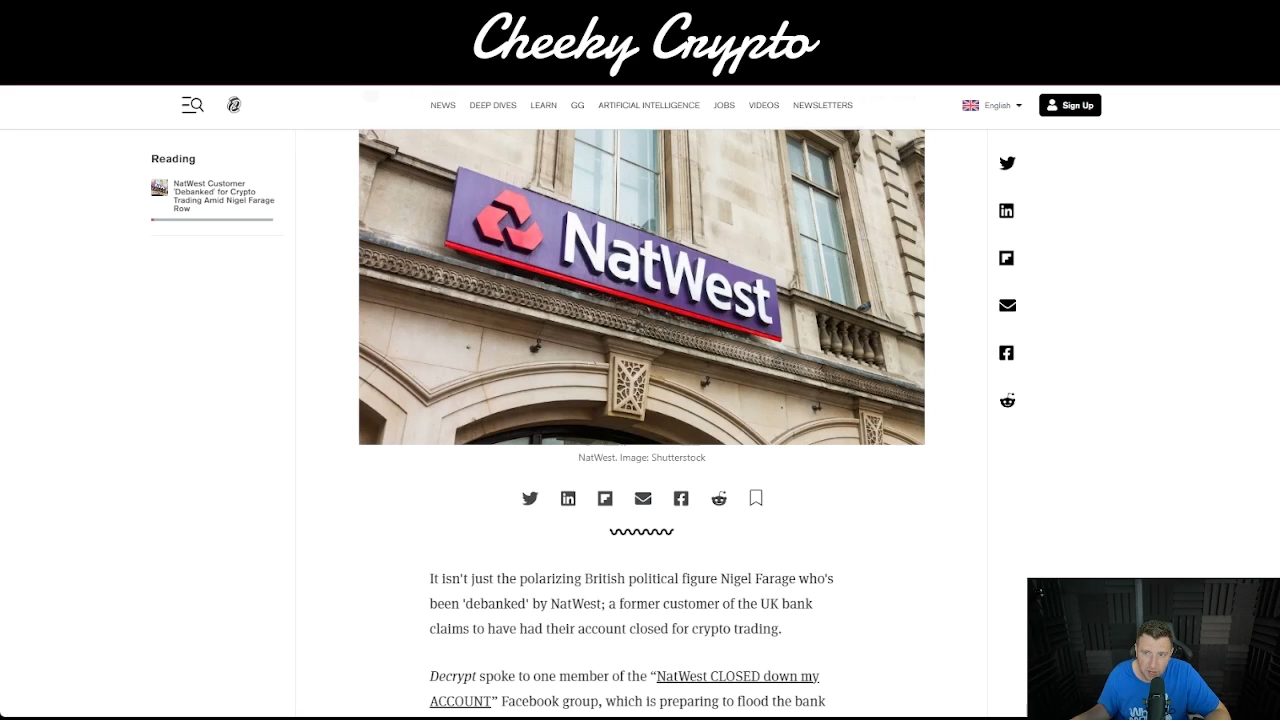 Cheeky Crypto
NEWS DEEP DIVES LEARN GG ARTIFICIAL INTELLIGENCE JOBS VIDEOS NEWSLETTERS
English
Sign Up
Reading
NatWest Customer
'Debanked' for Crypto
Trading Amid Nigel Farage
Row
NatWest
NatWest. Image: Shutterstock
It isn't just the polarizing British political figure Nigel Farage who's
been 'debanked' by NatWest; a former customer of the UK bank
claims to have had their account closed for crypto trading.
Decrypt spoke to one member of the “NatWest CLOSED down my
ACCOUNT” Facebook group, which is preparing to flood the bank